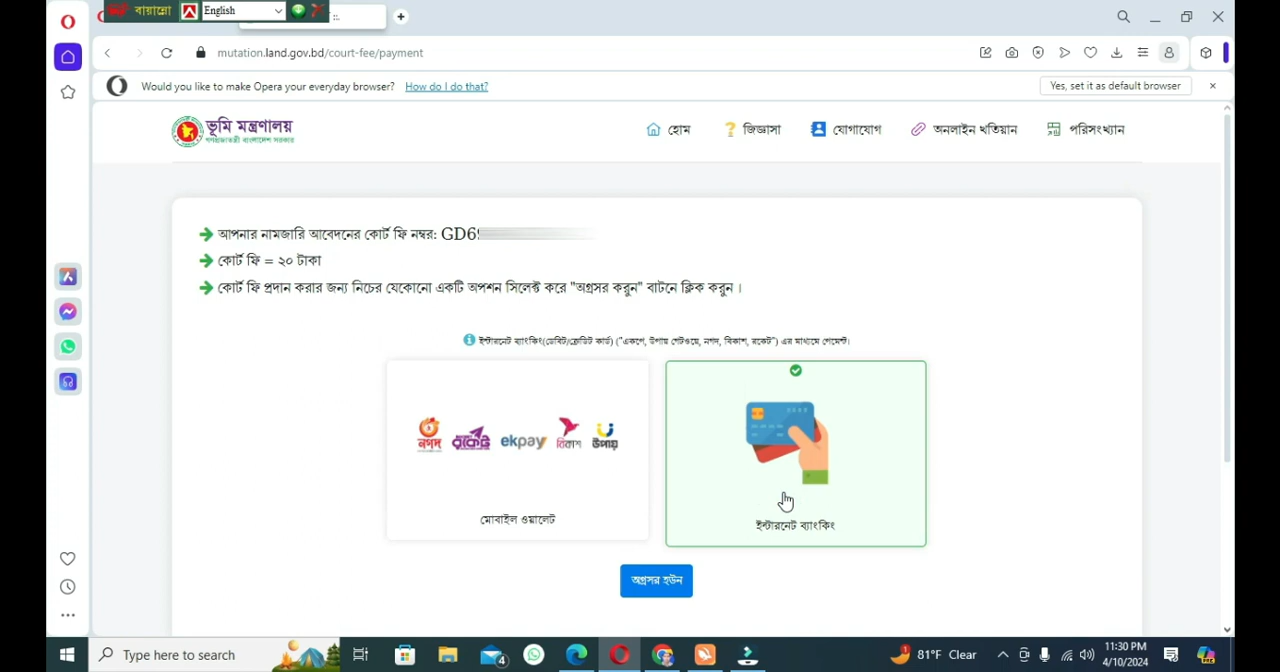 বায়ান্নো
English
mutation.land.gov.bd/court-fee/payment
Would you like to make Opera your everyday browser? How do I do that?
Yes, set it as default browser
ভূমি মন্ত্রণালয়
গণপ্রজাতন্ত্রী বাংলাদেশ সরকার
হোম
জিজ্ঞাসা
যোগাযোগ
অনলাইন খতিয়ান
পরিসংখ্যান
আপনার নামজারি আবেদনের কোর্ট ফি নম্বর: GD69
কোর্ট ফি = ২০ টাকা
কোর্ট ফি প্রদান করার জন্য নিচের যেকোনো একটি অপশন সিলেক্ট করে "অগ্রসর করুন" বাটনে ক্লিক করুন ।
ইন্টারনেট ব্যাংকিং(ডেবিট/ক্রেডিট কার্ড) ("একপে, উপায় গেটওয়ে, নগদ, বিকাশ, রকেট") এর মাধ্যমে পেমেন্ট।
নগদ রকেট ekpay বিকাশ উপায়
মোবাইল ওয়ালেট
ইন্টারনেট ব্যাংকিং
অগ্রসর হউন
Type here to search
4
81°F Clear
11:30 PM
4/10/2024